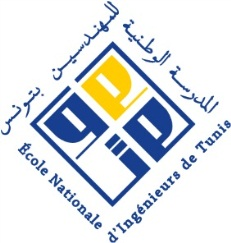 المدرسة الوطنية للمهندسين بتونس
École Nationale
d'Ingénieurs de Tunis